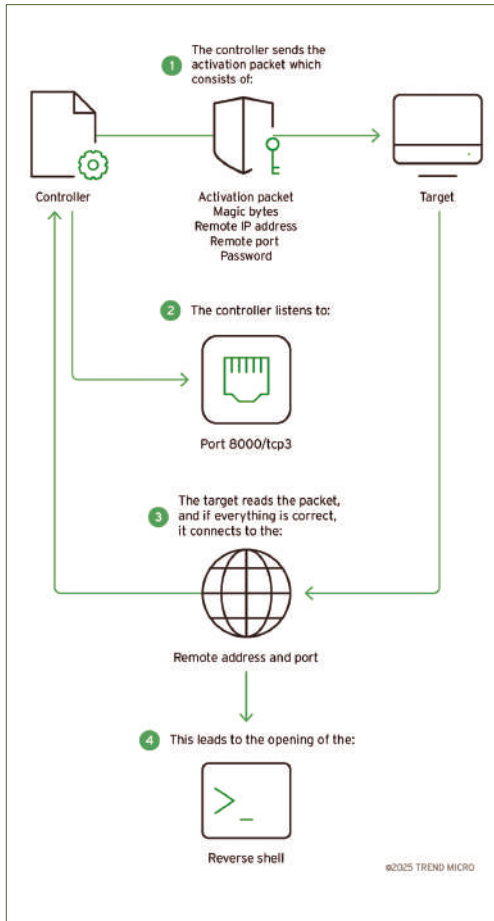 1
The controller sends the
activation packet which
consists of:
Controller
Activation packet
Magic bytes
Remote IP address
Remote port
Password
Target
2
The controller listens to:
Port 8000/tcp3
3
The target reads the packet,
and if everything is correct,
it connects to the:
Remote address and port
4
This leads to the opening of the:
>_
Reverse shell
©2025 TREND MICRO